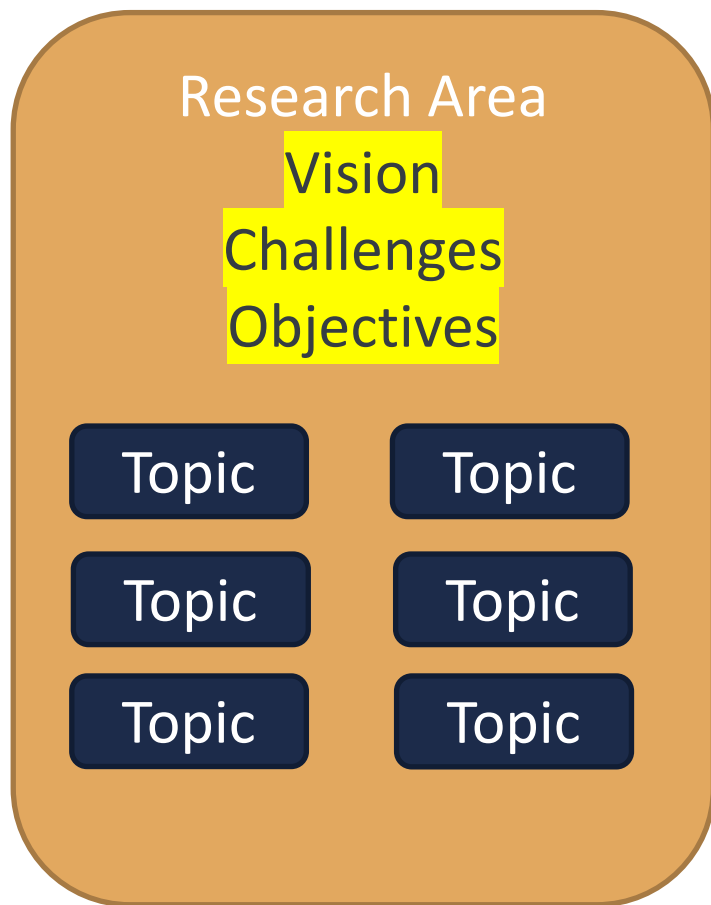 Research Area
Vision
Challenges
Objectives
Topic
Topic
Topic
Topic
Topic
Topic